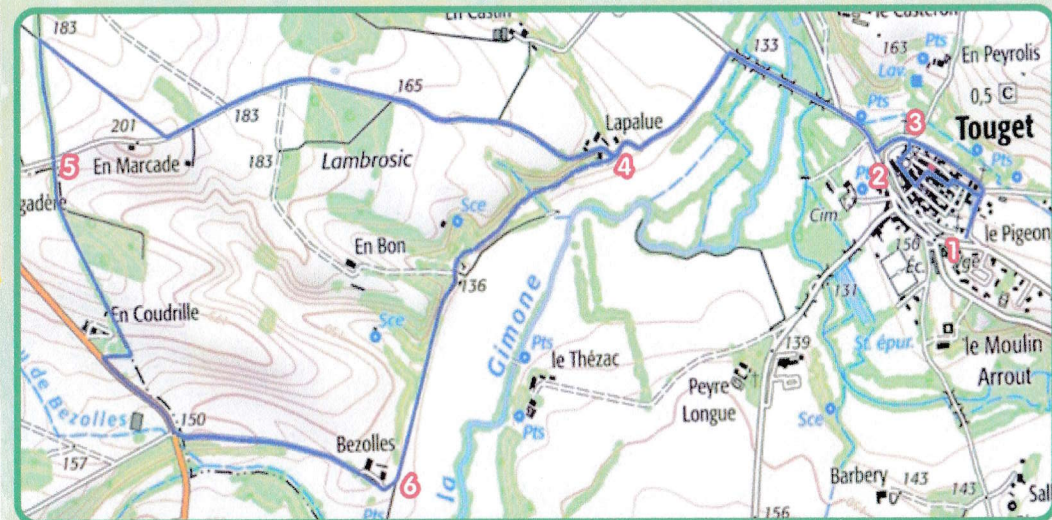 183
En Castin
le Casteron
133
163
Pts
En Peyrolis
Lav.
0,5 C
165
183
Pts
3
Touget
Lapalue
201
En Marcade
5
183
Lambrosic
4
2
Pts
Pts
gadère
Sce
Cim
le Pigeon
1
150
Éc.
En Bon
136
131
Gimone
la
En Coudrille
Sce
Pts
le Thézac
139
St. épur.
le Moulin
Arrout
Peyre
Longue
de Bezolles
150
Pts
Sce
157
Bezolles
6
Barbery
143
143
Sal
Pts
156